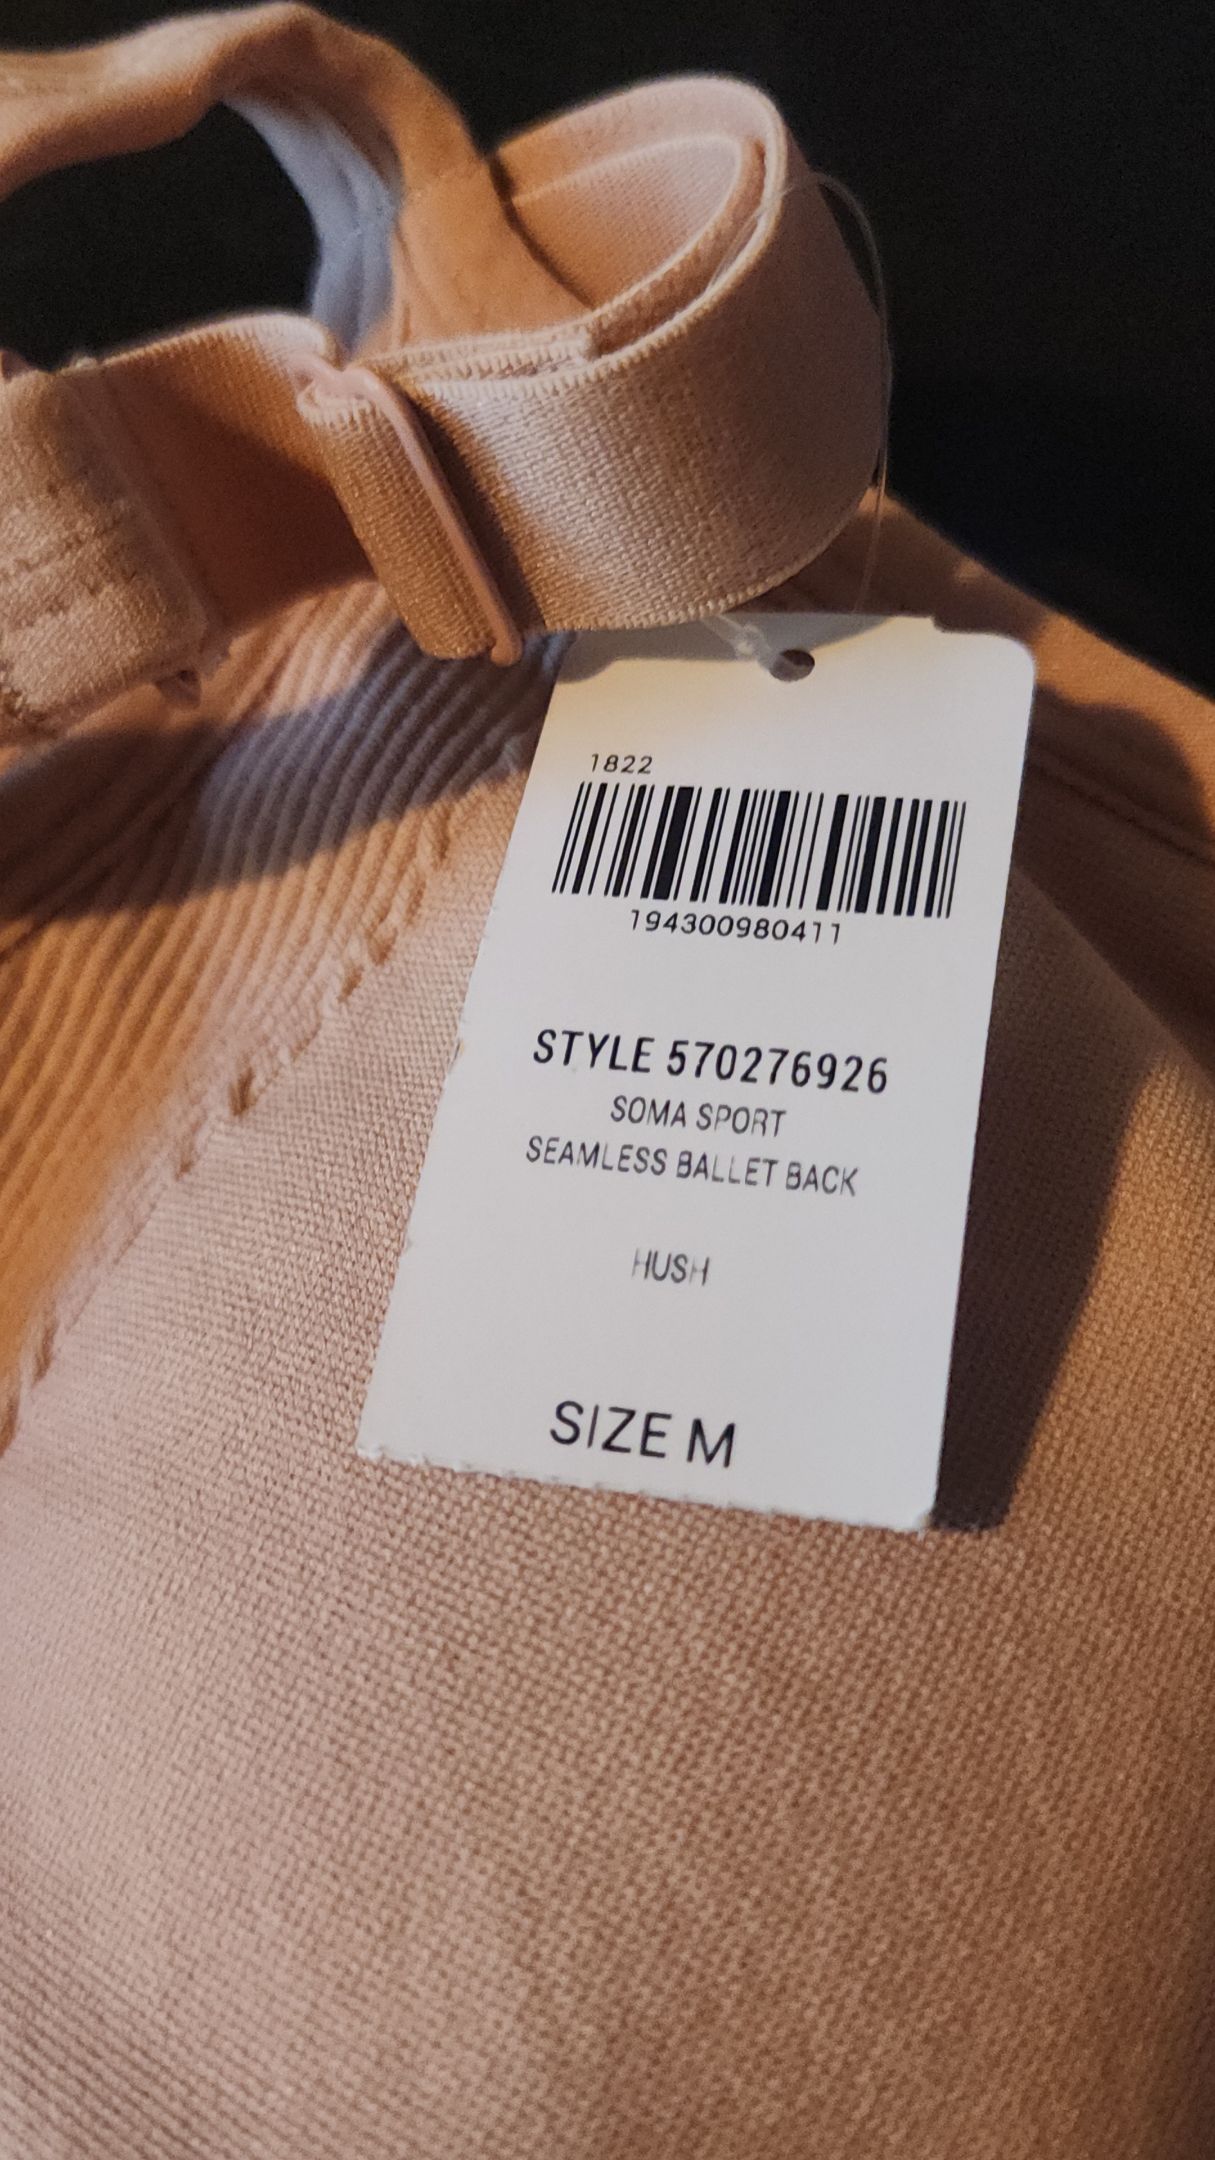 1822
194300980411
STYLE 570276926
SOMA SPORT
SEAMLESS BALLET BACK
HUSH
SIZE M